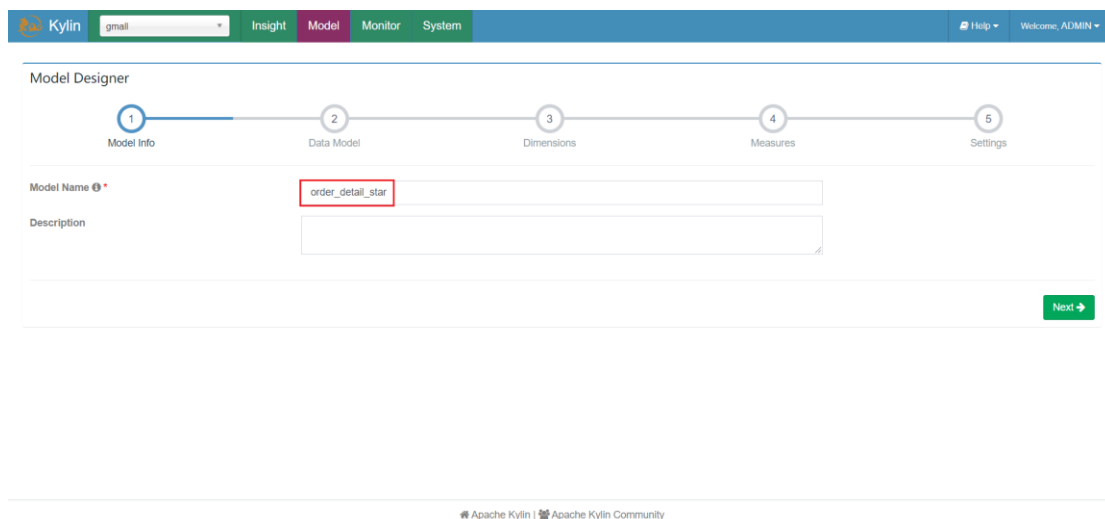 Kylin gmall Insight Model Monitor System Help Welcome, ADMIN
Model Designer
1 2 3 4 5
Model Info Data Model Dimensions Measures Settings
Model Name * order_detail_star
Description
Next
Apache Kylin | Apache Kylin Community